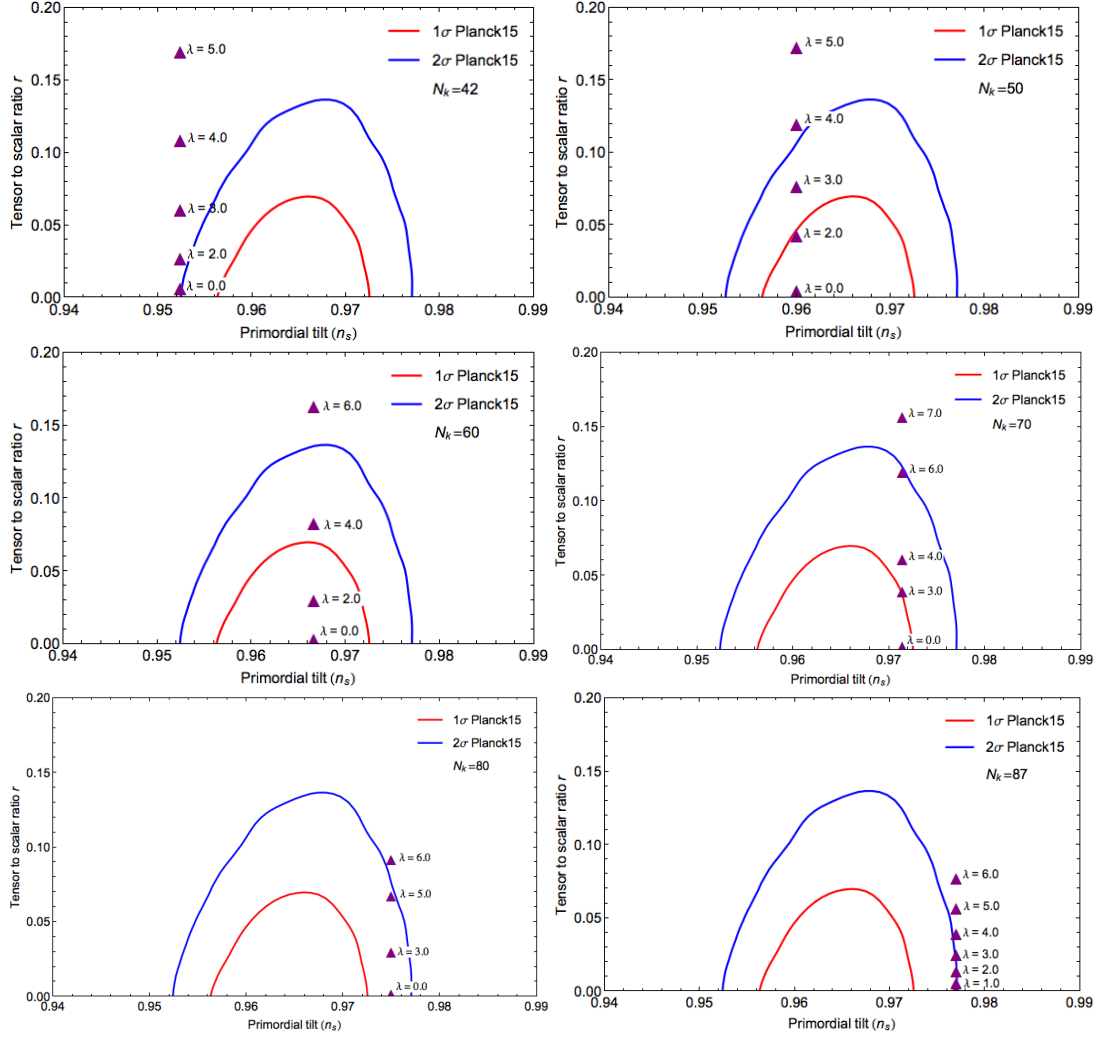 0.20
0.15
0.10
0.05
0.00
0.94 0.95 0.96 0.97 0.98 0.99
Tensor to scalar ratio r
Primordial tilt (nₛ)
1σ Planck15
2σ Planck15
Nₖ=42
λ = 5.0
λ = 4.0
λ = 3.0
λ = 2.0
λ = 0.0
0.20
0.15
0.10
0.05
0.00
0.94 0.95 0.96 0.97 0.98 0.99
Tensor to scalar ratio r
Primordial tilt (nₛ)
1σ Planck15
2σ Planck15
Nₖ=50
λ = 5.0
λ = 4.0
λ = 3.0
λ = 2.0
λ = 0.0
0.20
0.15
0.10
0.05
0.00
0.94 0.95 0.96 0.97 0.98 0.99
Tensor to scalar ratio r
Primordial tilt (nₛ)
1σ Planck15
2σ Planck15
Nₖ=60
λ = 6.0
λ = 4.0
λ = 2.0
λ = 0.0
0.20
0.15
0.10
0.05
0.00
0.94 0.95 0.96 0.97 0.98 0.99
Tensor to scalar ratio r
Primordial tilt (nₛ)
1σ Planck15
2σ Planck15
Nₖ=70
λ = 7.0
λ = 6.0
λ = 4.0
λ = 3.0
λ = 0.0
0.20
0.15
0.10
0.05
0.00
0.94 0.95 0.96 0.97 0.98 0.99
Tensor to scalar ratio r
Primordial tilt (nₛ)
1σ Planck15
2σ Planck15
Nₖ=80
λ = 6.0
λ = 5.0
λ = 3.0
λ = 0.0
0.20
0.15
0.10
0.05
0.00
0.94 0.95 0.96 0.97 0.98 0.99
Tensor to scalar ratio r
Primordial tilt (nₛ)
1σ Planck15
2σ Planck15
Nₖ=87
λ = 6.0
λ = 5.0
λ = 4.0
λ = 3.0
λ = 2.0
λ = 1.0